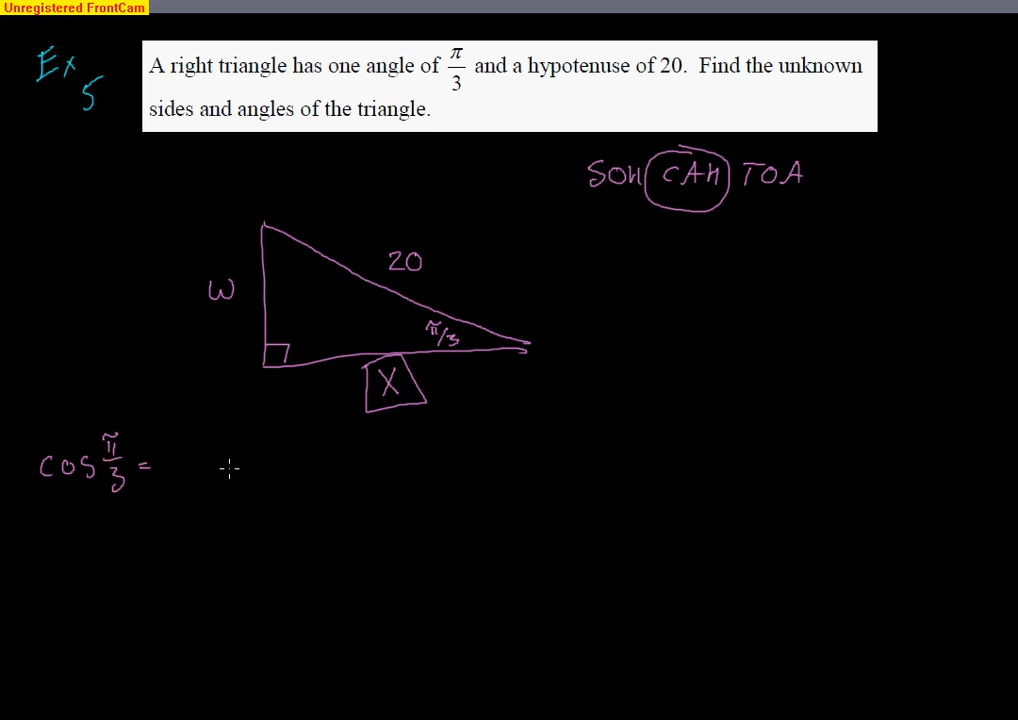 Unregistered FrontCam
Ex 5
A right triangle has one angle of π/3 and a hypotenuse of 20. Find the unknown
sides and angles of the triangle.
SOH CAH TOA
20
W
π/3
X
cos π/3 =